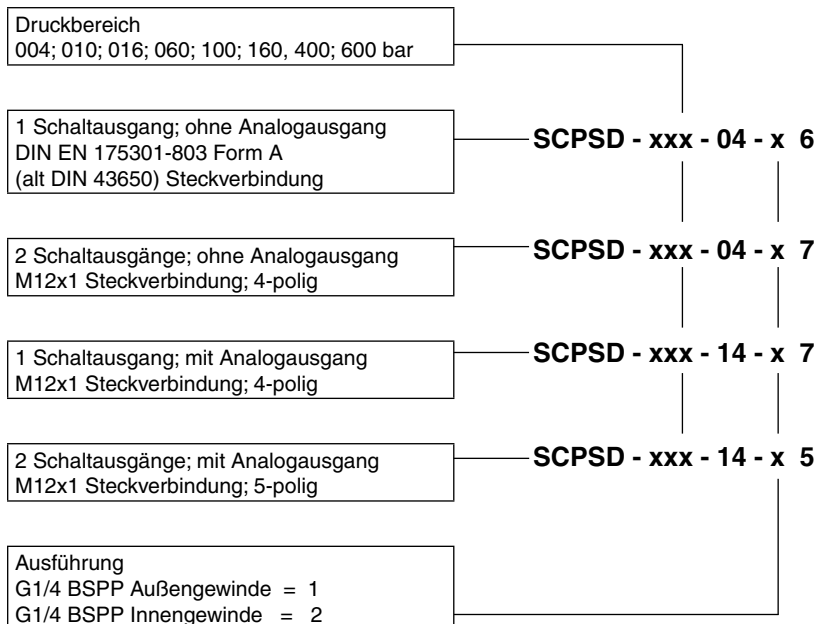 Druckbereich
004; 010; 016; 060; 100; 160, 400; 600 bar
1 Schaltausgang; ohne Analogausgang
DIN EN 175301-803 Form A
(alt DIN 43650) Steckverbindung
SCPSD - xxx - 04 - x 6
2 Schaltausgänge; ohne Analogausgang
M12x1 Steckverbindung; 4-polig
SCPSD - xxx - 04 - x 7
1 Schaltausgang; mit Analogausgang
M12x1 Steckverbindung; 4-polig
SCPSD - xxx - 14 - x 7
2 Schaltausgänge; mit Analogausgang
M12x1 Steckverbindung; 5-polig
SCPSD - xxx - 14 - x 5
Ausführung
G1/4 BSPP Außengewinde = 1
G1/4 BSPP Innengewinde = 2